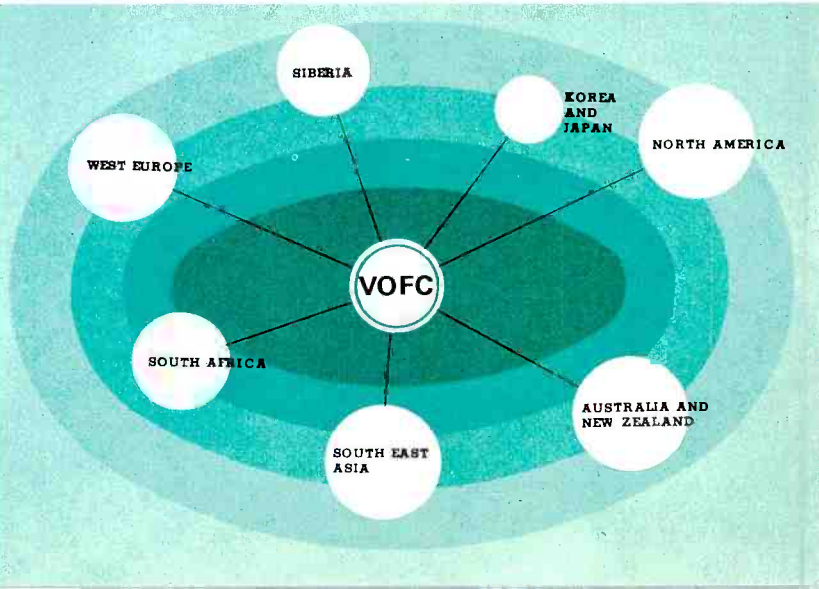 SIBERIA
KOREA
AND
JAPAN
NORTH AMERICA
WEST EUROPE
VOFC
SOUTH AFRICA
AUSTRALIA AND
NEW ZEALAND
SOUTH EAST
ASIA